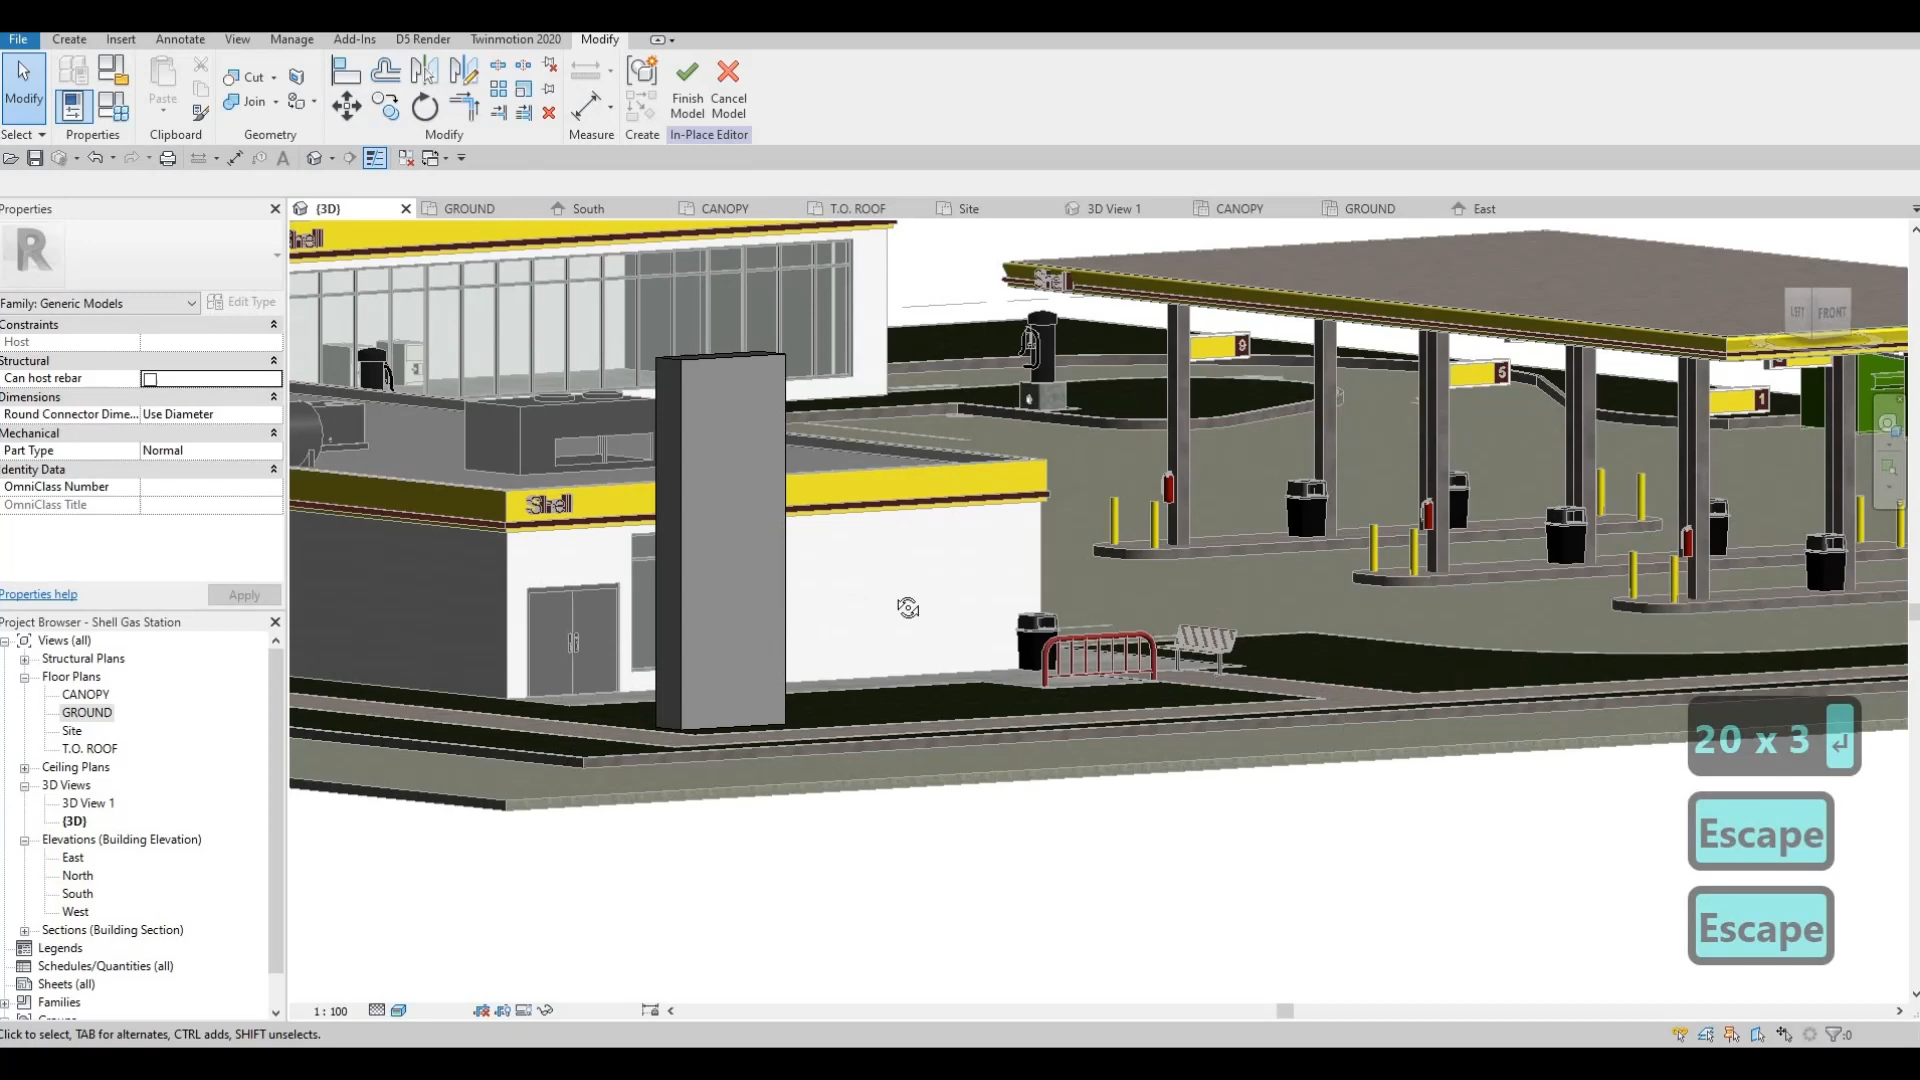 File Create Insert Annotate View Manage Add-Ins D5 Render Twinmotion 2020 Modify
Modify
Paste
Cut
Join
Finish Model
Cancel Model
Select Properties Clipboard Geometry Modify Measure Create In-Place Editor
Properties
{3D} GROUND South CANOPY T.O. ROOF Site 3D View 1 CANOPY GROUND East
R
Family: Generic Models
Edit Type
Constraints
Host
Structural
Can host rebar
Dimensions
Round Connector Dime... Use Diameter
Mechanical
Part Type Normal
Identity Data
OmniClass Number
OmniClass Title
Properties help
Apply
Project Browser - Shell Gas Station
Views (all)
Structural Plans
Floor Plans
CANOPY
GROUND
Site
T.O. ROOF
Ceiling Plans
3D Views
3D View 1
{3D}
Elevations (Building Elevation)
East
North
South
West
Sections (Building Section)
Legends
Schedules/Quantities (all)
Sheets (all)
Families
Shell
Shell
Shell
9
5
1
LEFT FRONT
20 x 3
Escape
Escape
1 : 100
Click to select, TAB for alternates, CTRL adds, SHIFT unselects.
:0